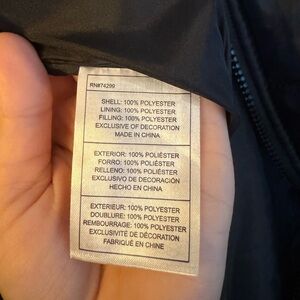 RN#74299
SHELL: 100% POLYESTER
LINING: 100% POLYESTER
FILLING: 100% POLYESTER
EXCLUSIVE OF DECORATION
MADE IN CHINA
EXTERIOR: 100% POLIÉSTER
FORRO: 100% POLIÉSTER
RELLENO: 100% POLIÉSTER
EXCLUSIVO DE DECORACIÓN
HECHO EN CHINA
EXTERIEUR: 100% POLYESTER
DOUBLURE: 100% POLYESTER
REMBOURRAGE: 100% POLYESTER
EXCLUSIVITÉ DE DÉCORATION
FABRIQUÉ EN CHINE